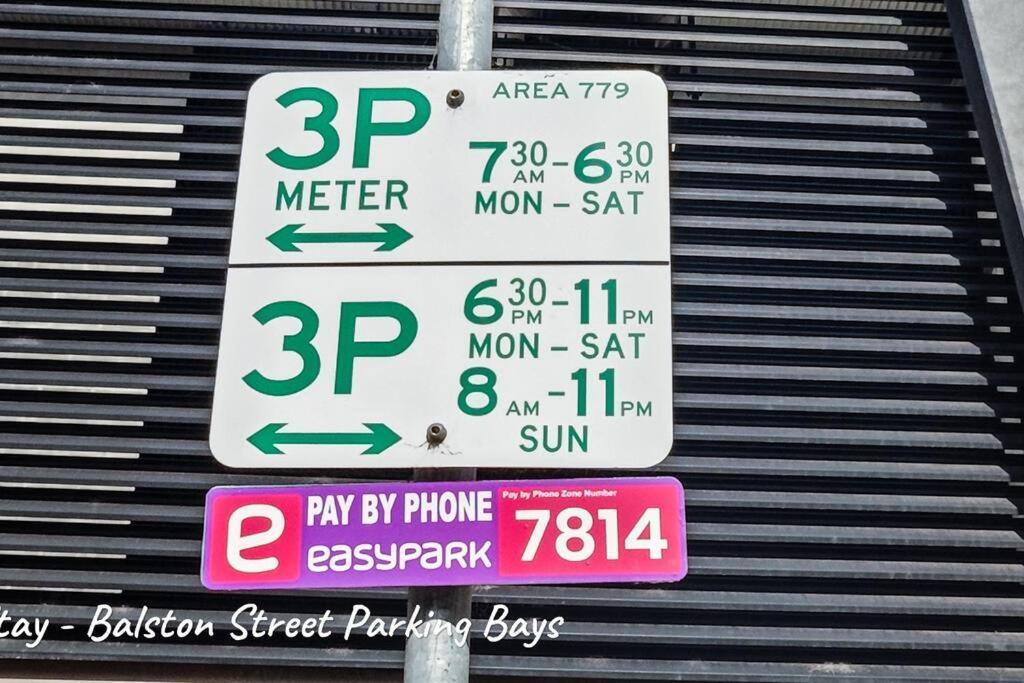 AREA 779
3P
METER
7 30 AM – 6 30 PM
MON – SAT
3P
6 30 PM – 11 PM
MON – SAT
8 AM – 11 PM
SUN
e
PAY BY PHONE
easypark
Pay by Phone Zone Number
7814
- Balston Street Parking Bays